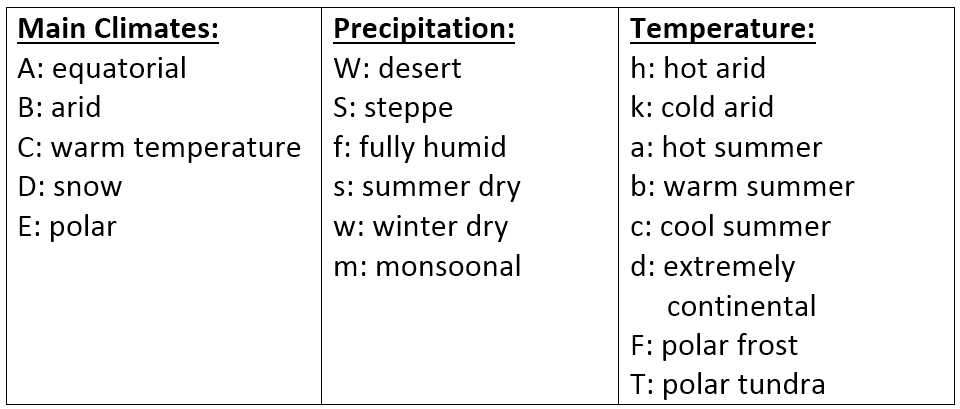 Main Climates:
A: equatorial
B: arid
C: warm temperature
D: snow
E: polar
Precipitation:
W: desert
S: steppe
f: fully humid
s: summer dry
w: winter dry
m: monsoonal
Temperature:
h: hot arid
k: cold arid
a: hot summer
b: warm summer
c: cool summer
d: extremely
continental
F: polar frost
T: polar tundra